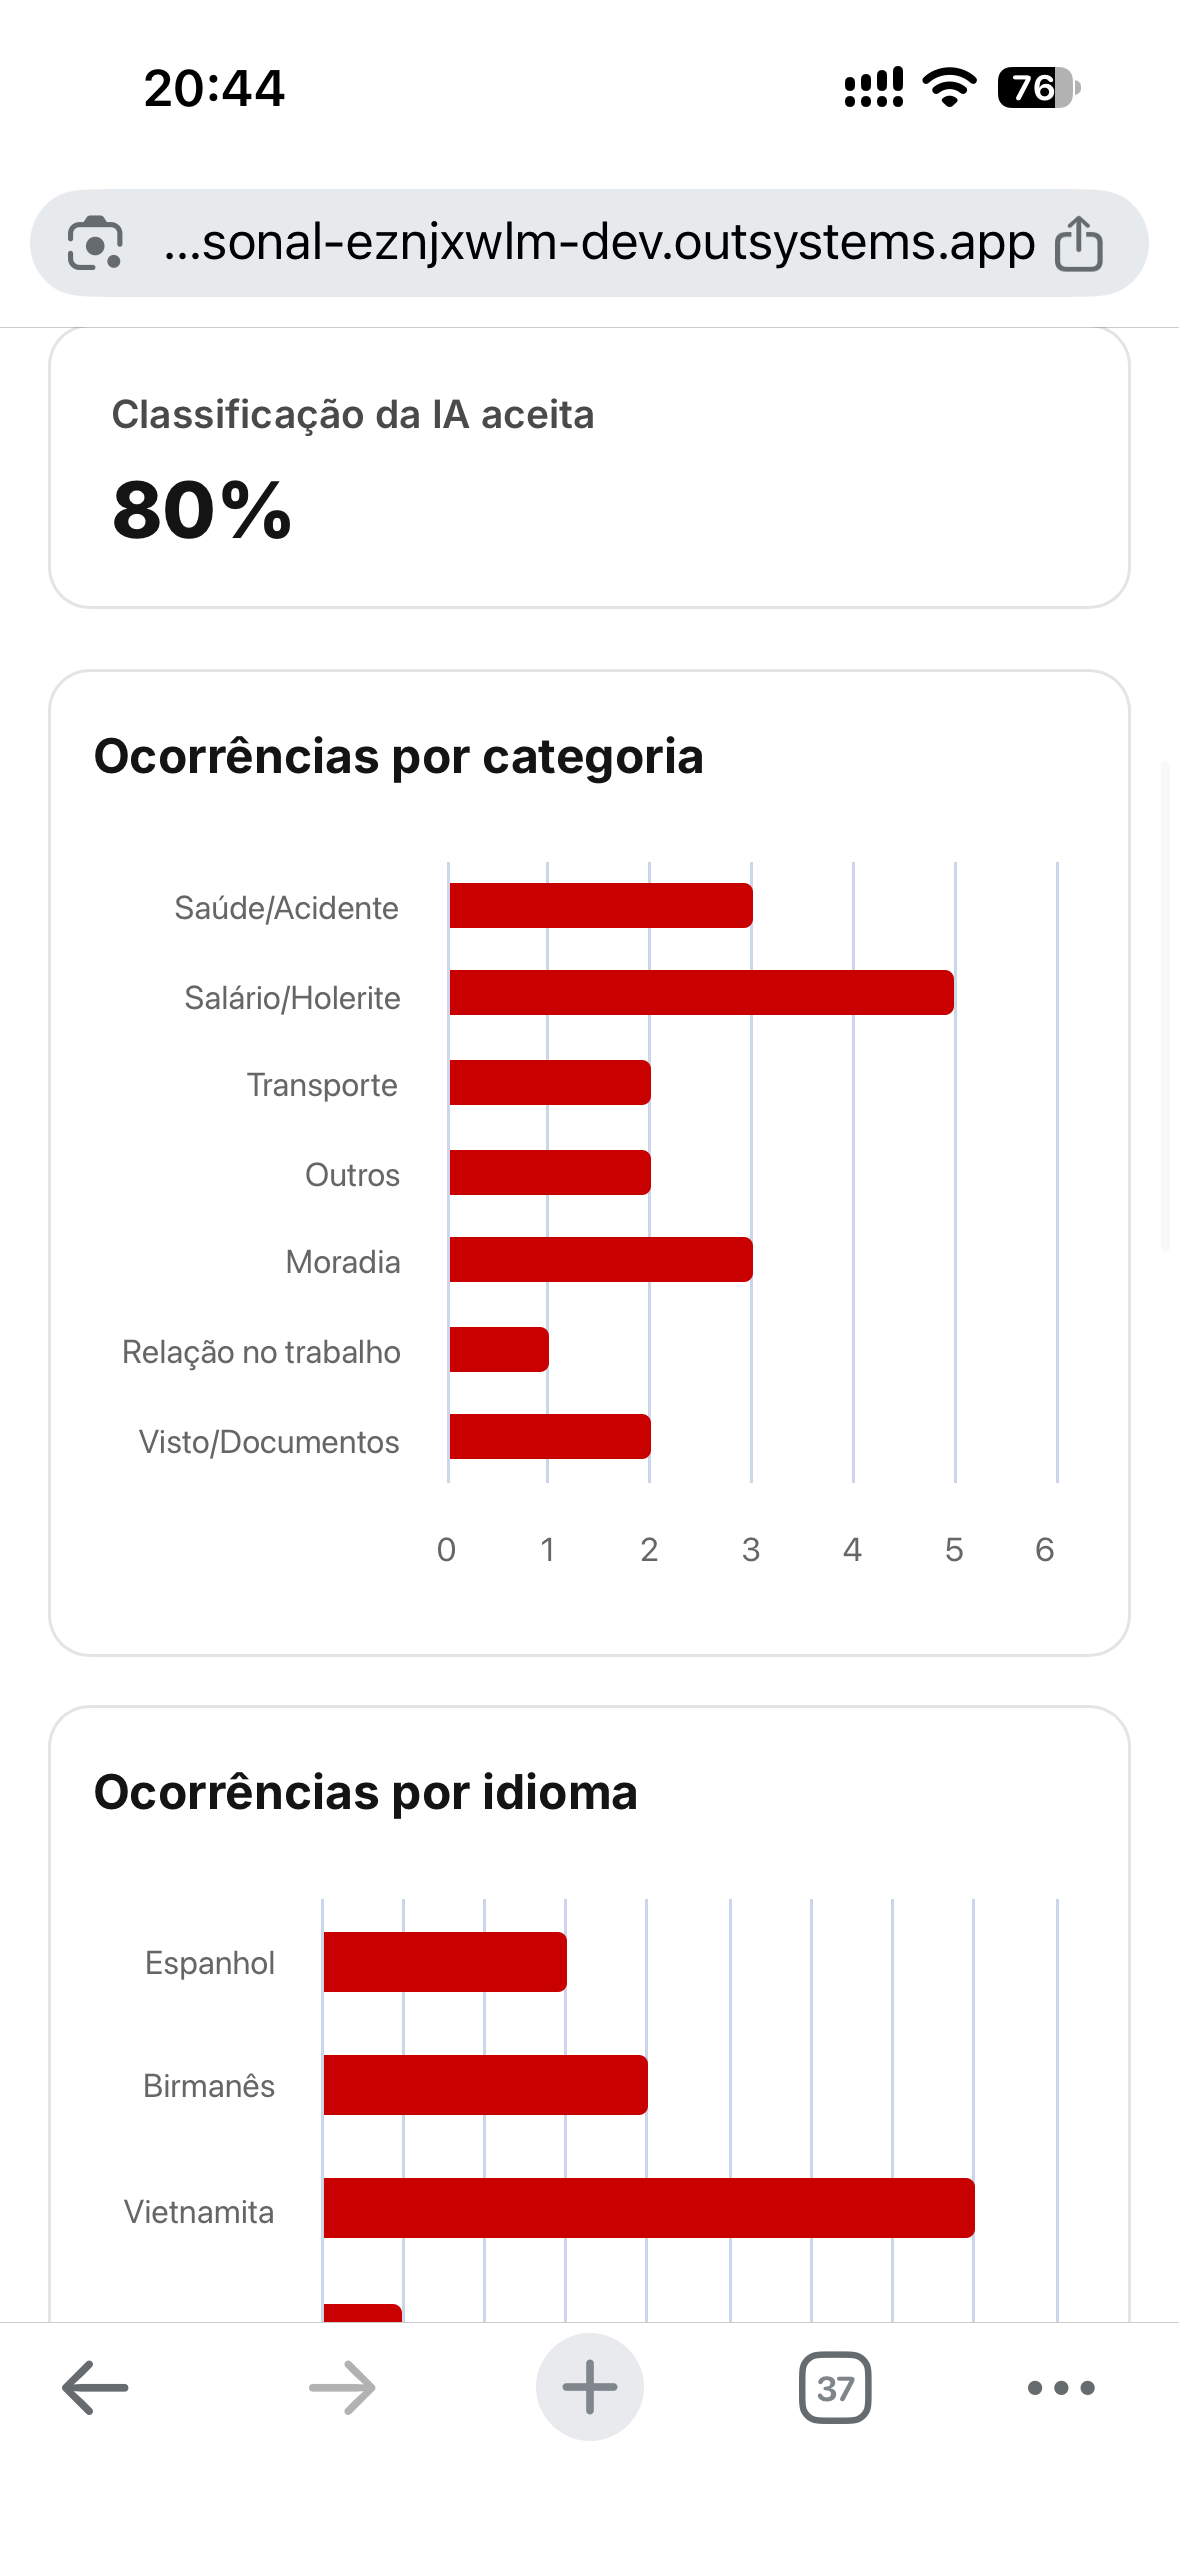 20:44
76
...sonal-eznjxwlm-dev.outsystems.app
Classificação da IA aceita
80%
Ocorrências por categoria
Saúde/Acidente
Salário/Holerite
Transporte
Outros
Moradia
Relação no trabalho
Visto/Documentos
0 1 2 3 4 5 6
Ocorrências por idioma
Espanhol
Birmanês
Vietnamita
37